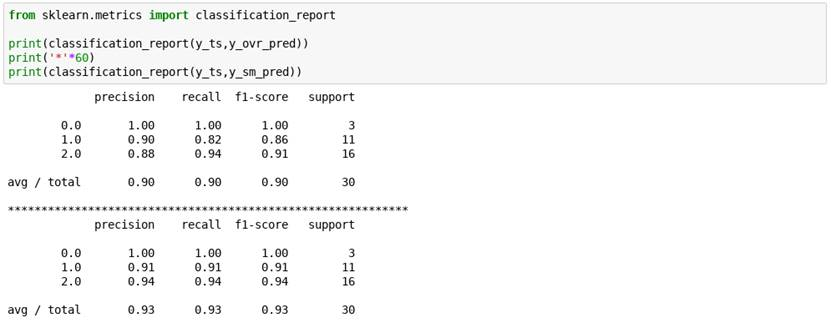 from sklearn.metrics import classification_report
print(classification_report(y_ts,y_ovr_pred))
print('*'*60)
print(classification_report(y_ts,y_sm_pred))
precision recall f1-score support
0.0 1.00 1.00 1.00 3
1.0 0.90 0.82 0.86 11
2.0 0.88 0.94 0.91 16
avg / total 0.90 0.90 0.90 30
************************************************************
precision recall f1-score support
0.0 1.00 1.00 1.00 3
1.0 0.91 0.91 0.91 11
2.0 0.94 0.94 0.94 16
avg / total 0.93 0.93 0.93 30